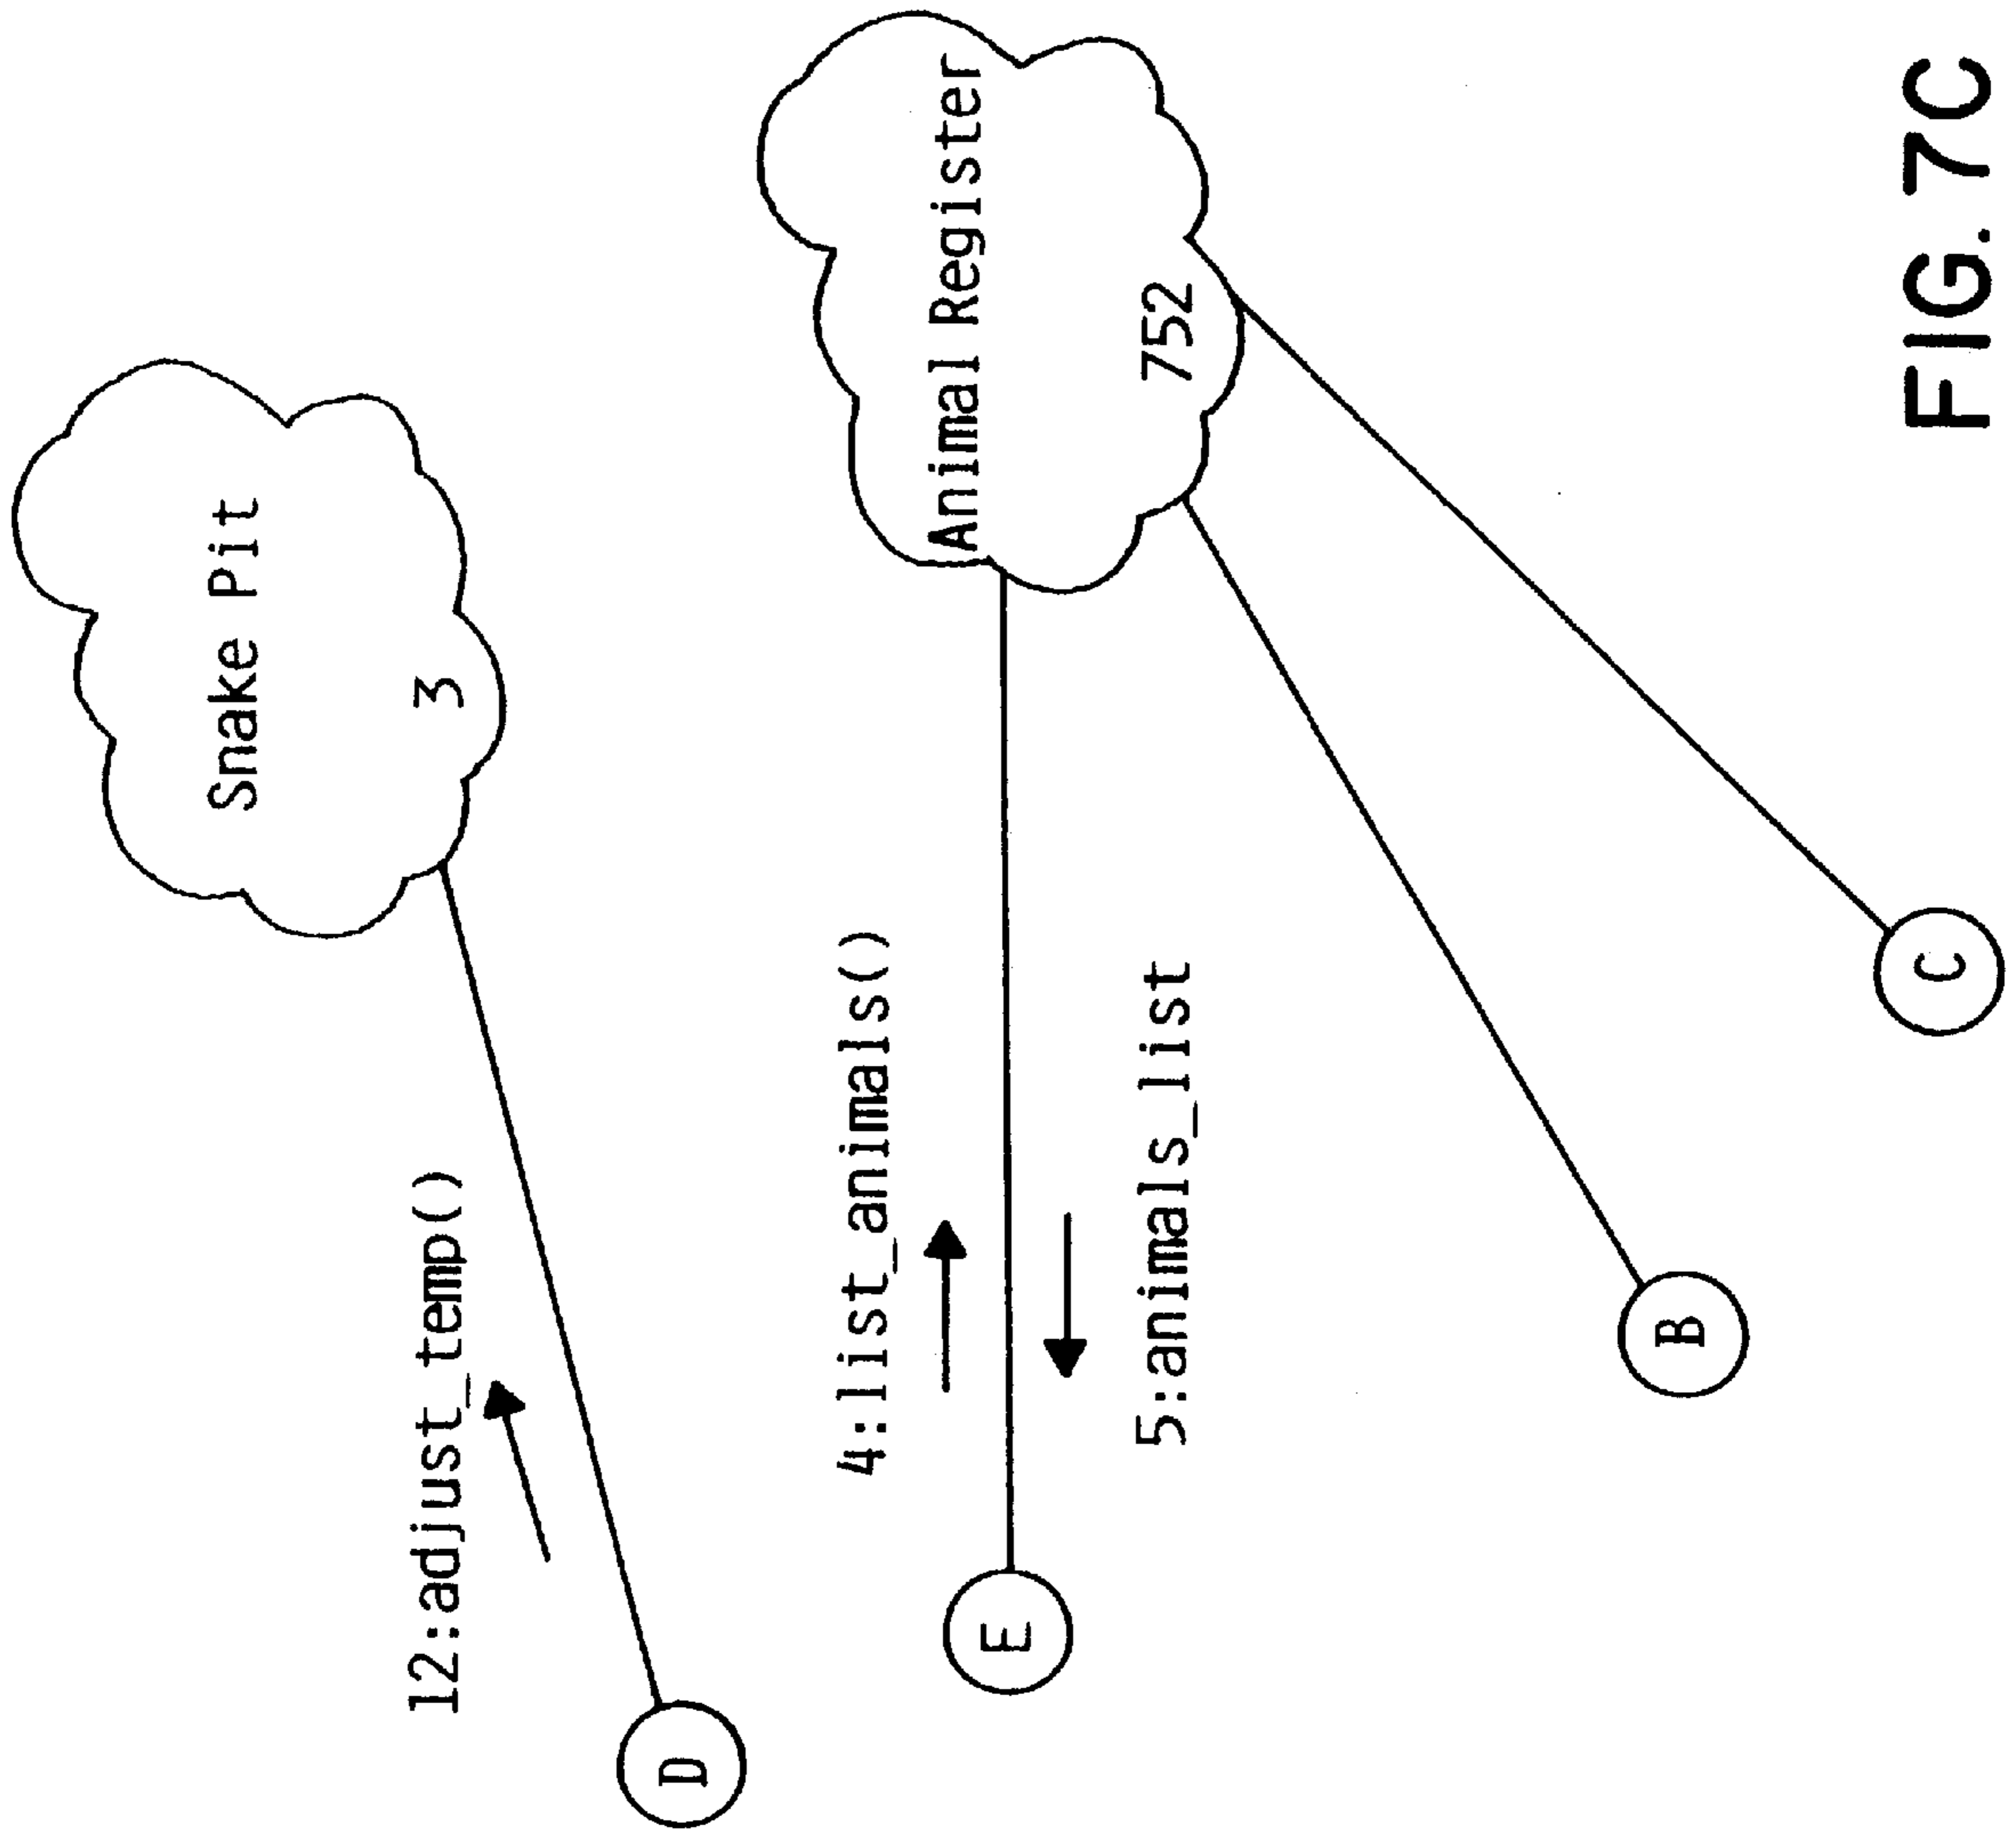 Snake Pit
3
12:adjust_temp()
D
Animal Register
752
4:list_animals()
5:animals_list
E
B
C
FIG. 7C